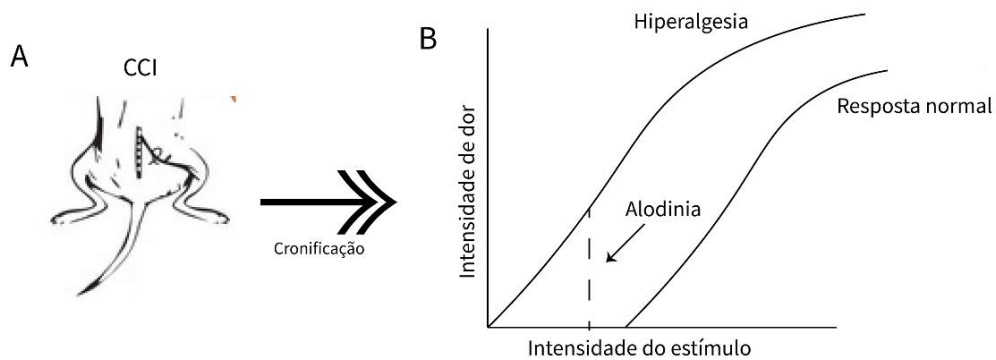 A
CCI
Cronificação
B
Hiperalgesia
Resposta normal
Alodinia
Intensidade de dor
Intensidade do estímulo